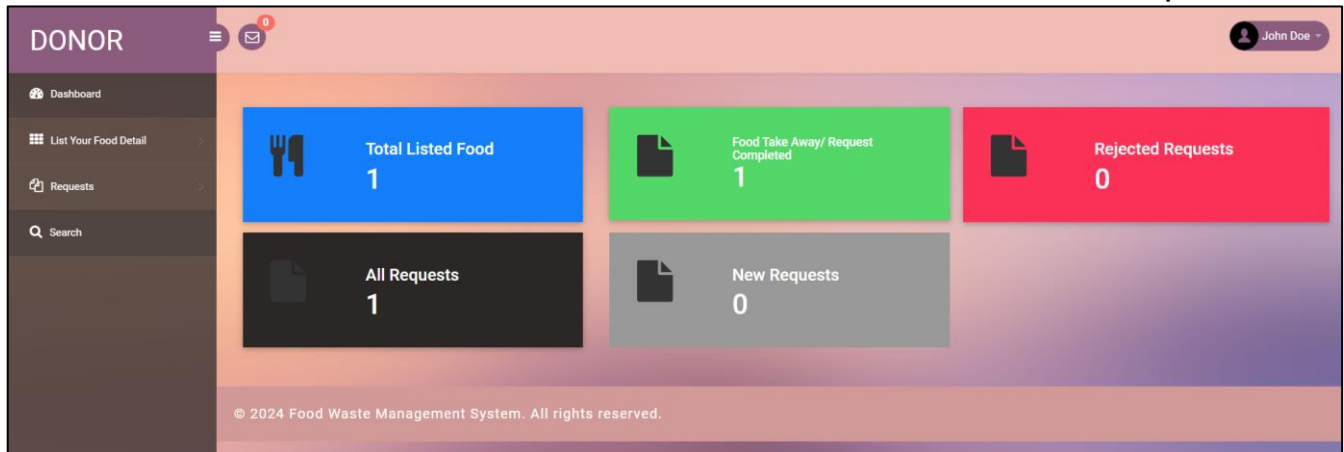 DONOR
0
John Doe
Dashboard
List Your Food Detail
Requests
Search
Total Listed Food
1
Food Take Away/ Request
Completed
1
Rejected Requests
0
All Requests
1
New Requests
0
© 2024 Food Waste Management System. All rights reserved.